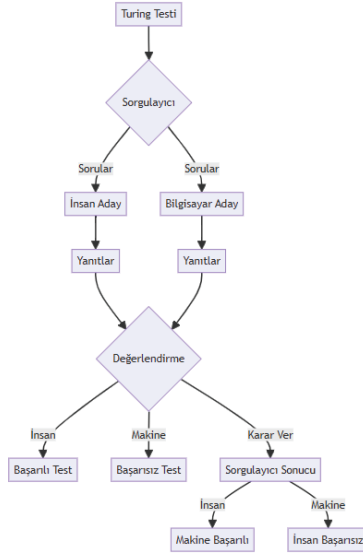 Turing Testi
Sorgulayıcı
Sorular
Sorular
İnsan Aday
Bilgisayar Aday
Yanıtlar
Yanıtlar
Değerlendirme
İnsan
Makine
Karar Ver
Başarılı Test
Başarısız Test
Sorgulayıcı Sonucu
İnsan
Makine
Makine Başarılı
İnsan Başarısız